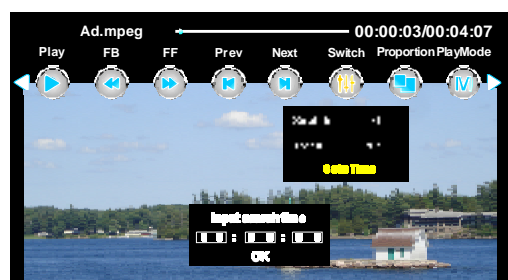 Ad.mpeg 00:00:03/00:04:07
Play FB FF Prev Next Switch Proportion PlayMode
Goto Time
Input search time
: :
OK